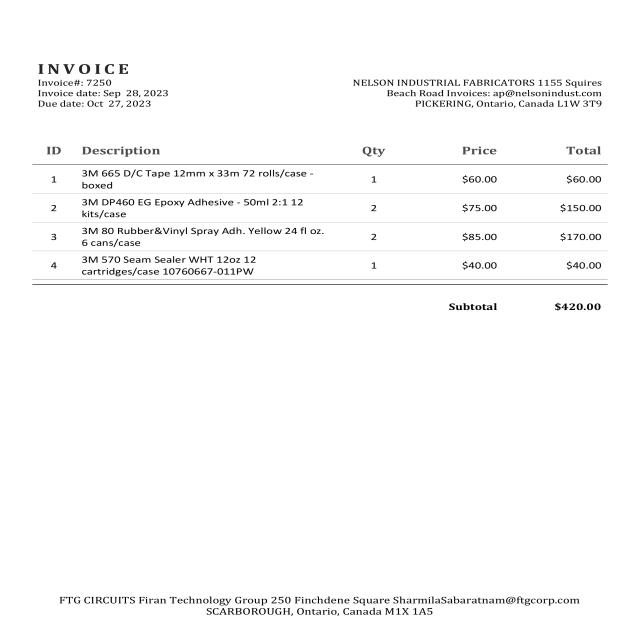 INVOICE
Invoice#: 7250
Invoice date: Sep 28, 2023
Due date: Oct 27, 2023
NELSON INDUSTRIAL FABRICATORS 1155 Squires
Beach Road Invoices: ap@nelsonindust.com
PICKERING, Ontario, Canada L1W 3T9
ID Description Qty Price Total
1 3M 665 D/C Tape 12mm x 33m 72 rolls/case - 1 $60.00 $60.00
boxed
2 3M DP460 EG Epoxy Adhesive - 50ml 2:1 12 2 $75.00 $150.00
kits/case
3 3M 80 Rubber&Vinyl Spray Adh. Yellow 24 fl oz. 2 $85.00 $170.00
6 cans/case
4 3M 570 Seam Sealer WHT 12oz 12 1 $40.00 $40.00
cartridges/case 10760667-011PW
Subtotal $420.00
FTG CIRCUITS Firan Technology Group 250 Finchdene Square SharmilaSabaratnam@ftgcorp.com
SCARBOROUGH, Ontario, Canada M1X 1A5